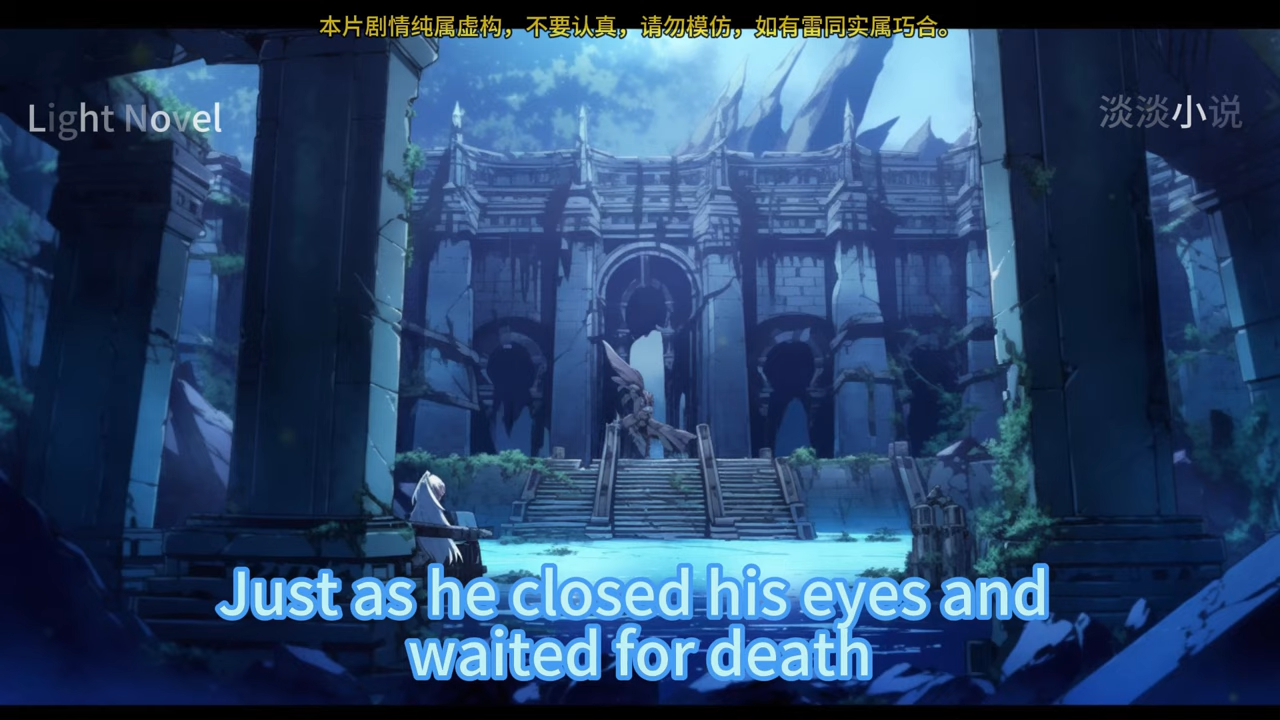 本片剧情纯属虚构，不要认真，请勿模仿，如有雷同实属巧合。
Light Novel
淡淡小说
Just as he closed his eyes and
waited for death